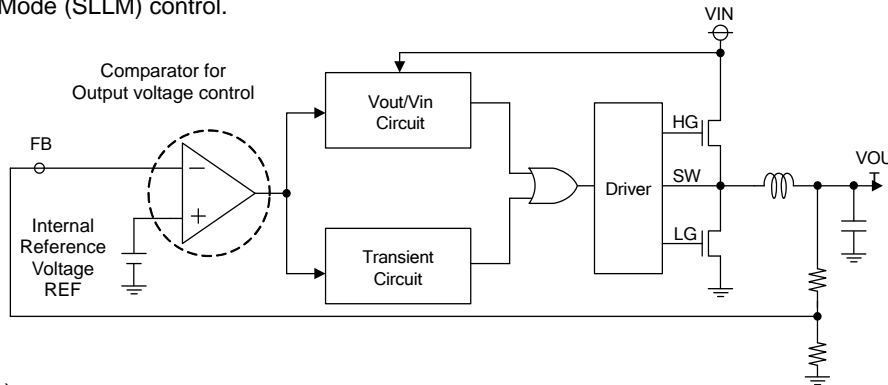 Mode (SLLM) control.
VIN
Comparator for
Output voltage control
Vout/Vin
Circuit
FB
HG
SW
Driver
LG
Internal
Reference
Voltage
REF
Transient
Circuit